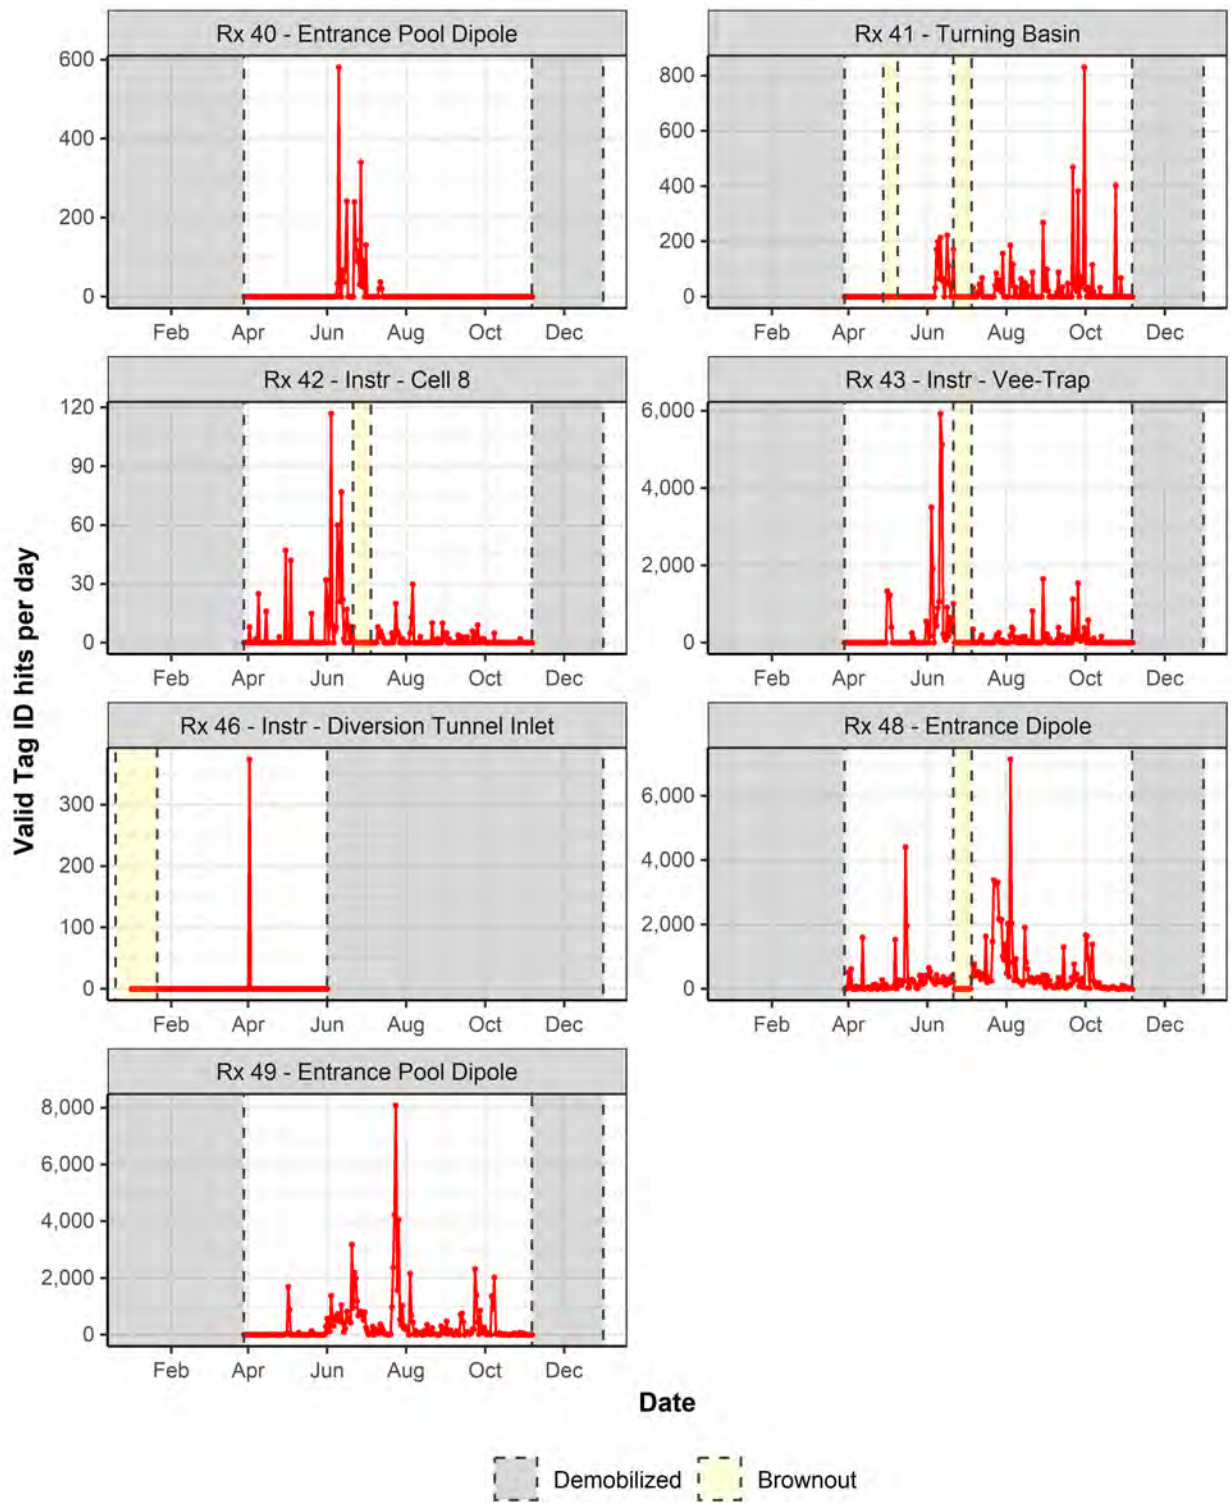 Rx 40 - Entrance Pool Dipole
600
400
200
0
Feb Apr Jun Aug Oct Dec
Rx 41 - Turning Basin
800
600
400
200
0
Feb Apr Jun Aug Oct Dec
Rx 42 - Instr - Cell 8
120
90
60
30
0
Feb Apr Jun Aug Oct Dec
Rx 43 - Instr - Vee-Trap
6,000
4,000
2,000
0
Feb Apr Jun Aug Oct Dec
Rx 46 - Instr - Diversion Tunnel Inlet
300
200
100
0
Feb Apr Jun Aug Oct Dec
Rx 48 - Entrance Dipole
6,000
4,000
2,000
0
Feb Apr Jun Aug Oct Dec
Rx 49 - Entrance Pool Dipole
8,000
6,000
4,000
2,000
0
Feb Apr Jun Aug Oct Dec
Valid Tag ID hits per day
Date
Demobilized Brownout